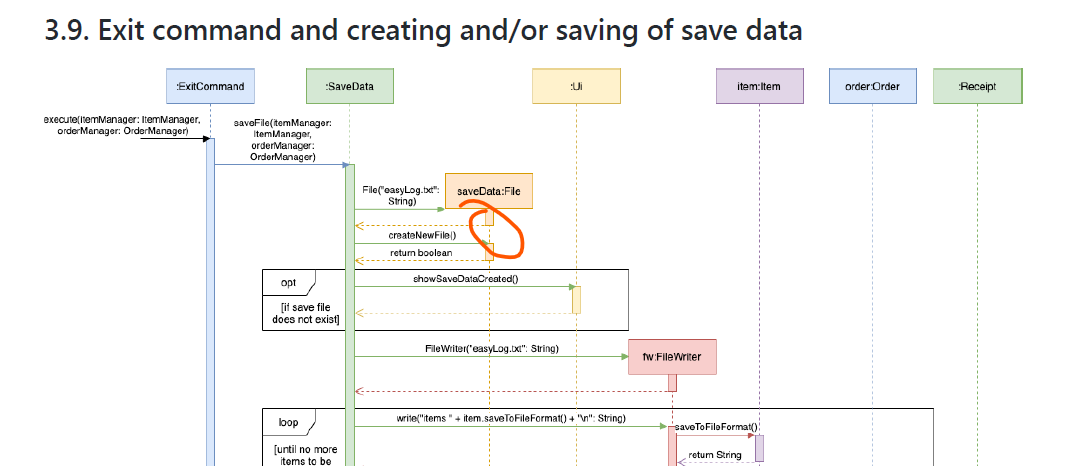 3.9. Exit command and creating and/or saving of save data
:ExitCommand
:SaveData
:Ui
item:Item
order:Order
:Receipt
execute(itemManager: ItemManager,
orderManager: OrderManager)
saveFile(itemManager:
ItemManager,
orderManager:
OrderManager)
File("easyLog.txt":
String)
saveData:File
createNewFile()
return boolean
opt
showSaveDataCreated()
[if save file
does not exist]
FileWriter("easyLog.txt": String)
fw:FileWriter
loop
write("items " + item.saveToFileFormat() + "\n": String)
saveToFileFormat()
[until no more
items to be
return String